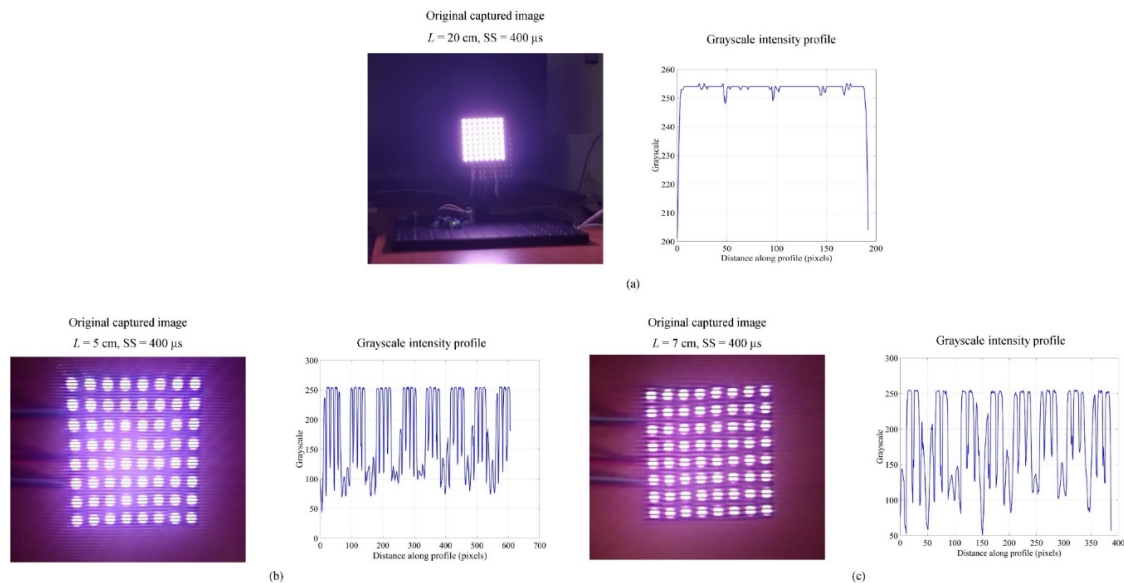 Original captured image
L = 20 cm, SS = 400 µs
Grayscale intensity profile
260
250
240
230
220
210
200
Grayscale
0
50
100
150
200
Distance along profile (pixels)
(a)
Original captured image
L = 5 cm, SS = 400 µs
Grayscale intensity profile
300
250
200
150
100
50
0
Grayscale
0 100 200 300 400 500 600 700
Distance along profile (pixels)
(b)
Original captured image
L = 7 cm, SS = 400 µs
Grayscale intensity profile
300
250
200
150
100
50
Grayscale
0 50 100 150 200 250 300 350 400
Distance along profile (pixels)
(c)